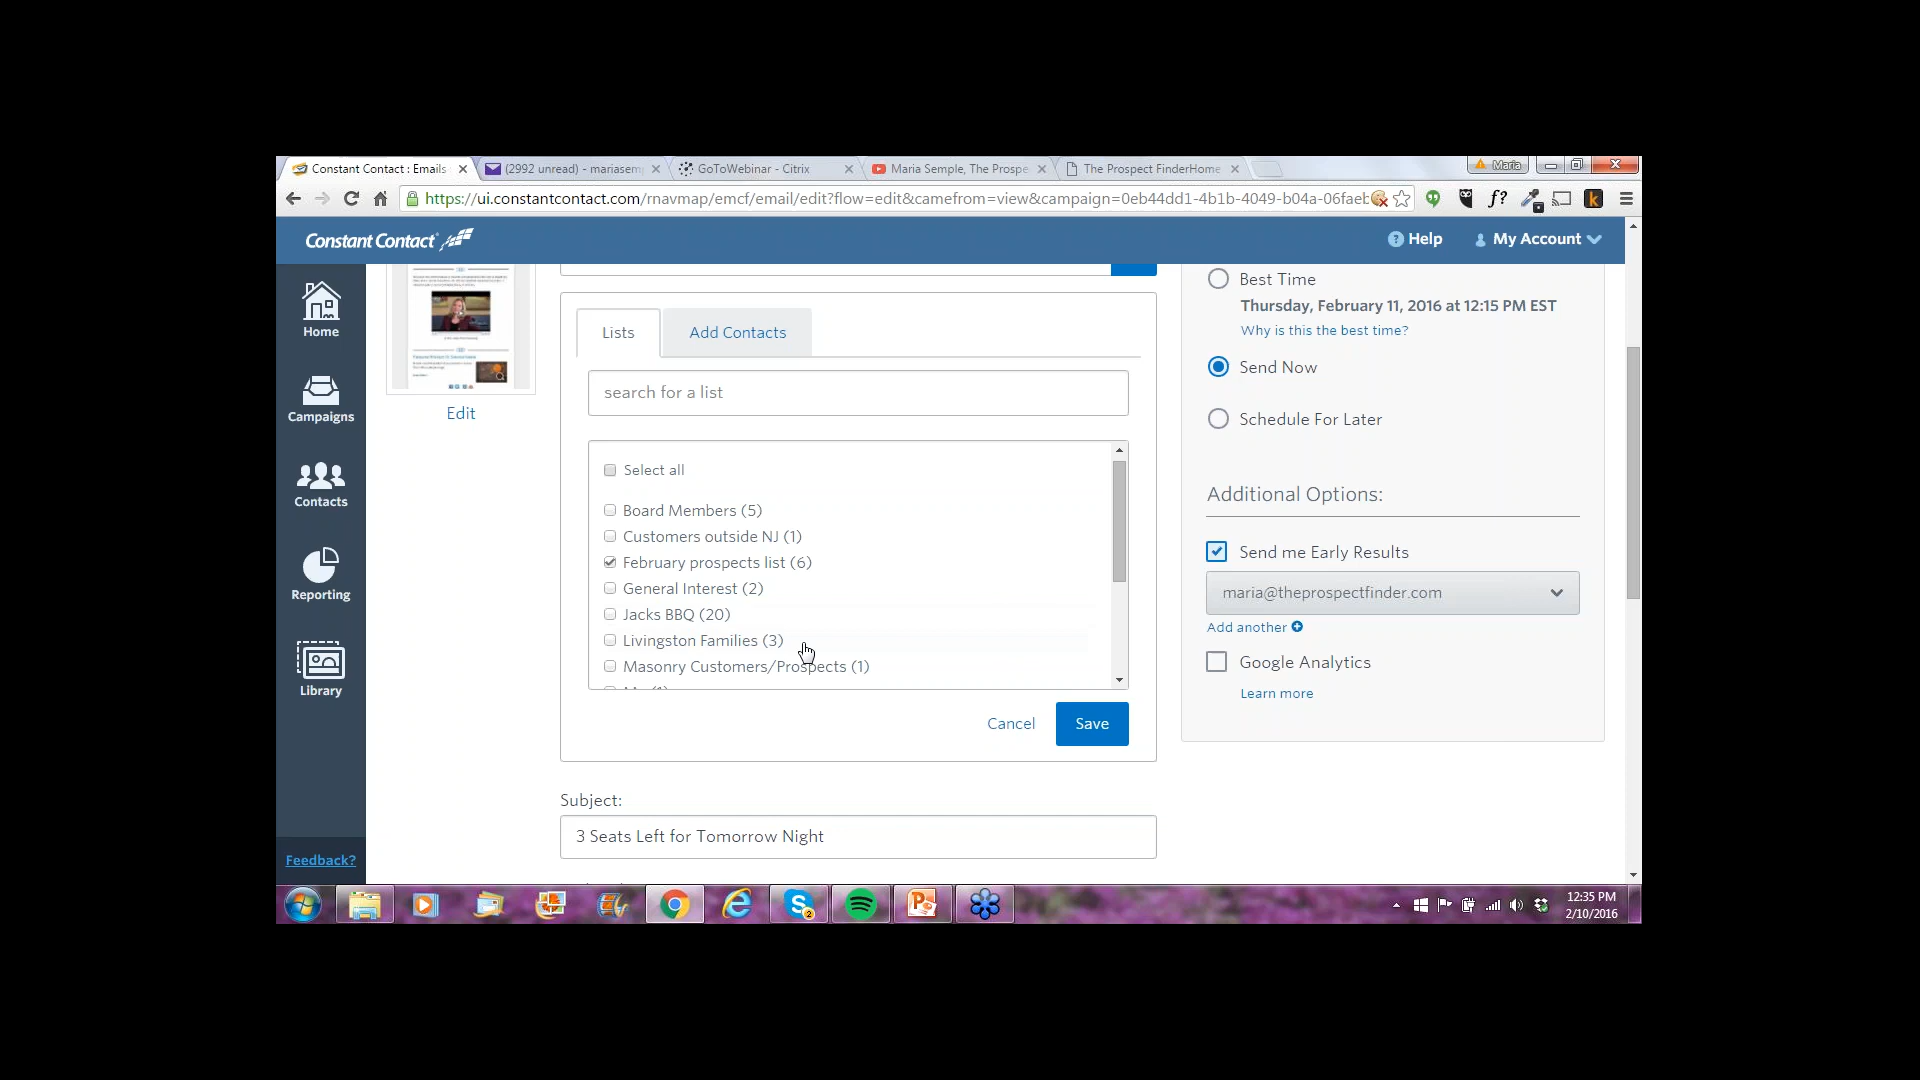 Constant Contact : Emails
(2992 unread) - mariasem
GoToWebinar - Citrix
Maria Semple, The Prospe
The Prospect FinderHome
Maria
https://ui.constantcontact.com/rnavmap/emcf/email/edit?flow=edit&camefrom=view&campaign=0eb44dd1-4b1b-4049-b04a-06faeb
f?
k
Constant Contact
Help
My Account
Home
Campaigns
Contacts
Reporting
Library
Feedback?
Edit
Lists
Add Contacts
search for a list
Select all
Board Members (5)
Customers outside NJ (1)
February prospects list (6)
General Interest (2)
Jacks BBQ (20)
Livingston Families (3)
Masonry Customers/Prospects (1)
Cancel
Save
Subject:
3 Seats Left for Tomorrow Night
Best Time
Thursday, February 11, 2016 at 12:15 PM EST
Why is this the best time?
Send Now
Schedule For Later
Additional Options:
Send me Early Results
maria@theprospectfinder.com
Add another
Google Analytics
Learn more
2
12:35 PM
2/10/2016